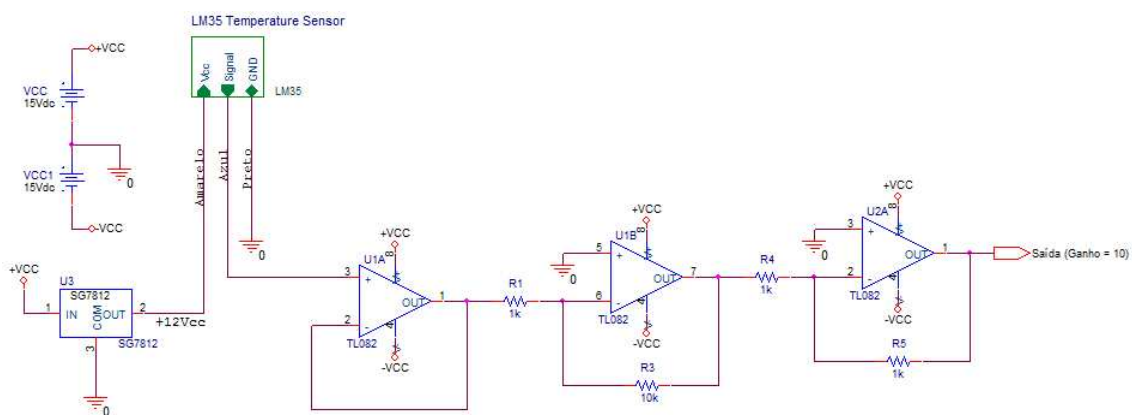 LM35 Temperature Sensor
Vcc
Signal
GND
LM35
+VCC
VCC
15Vdc
VCC1
15Vdc
0
-VCC
Amarelo
Azul
Preto
0
+VCC
U3
SG7812
1
IN
COM
OUT
2
+12Vcc
SG7812
3
0
U1A
+VCC
8
3
+
V+
OUT
1
2
-
4
V-
TL082
-VCC
R1
1k
U1B
+VCC
8
5
+
V+
0
OUT
7
6
-
4
V-
TL082
-VCC
R3
10k
R4
1k
U2A
+VCC
8
3
+
V+
0
OUT
1
2
-
4
V-
TL082
-VCC
R5
1k
Saída (Ganho = 10)